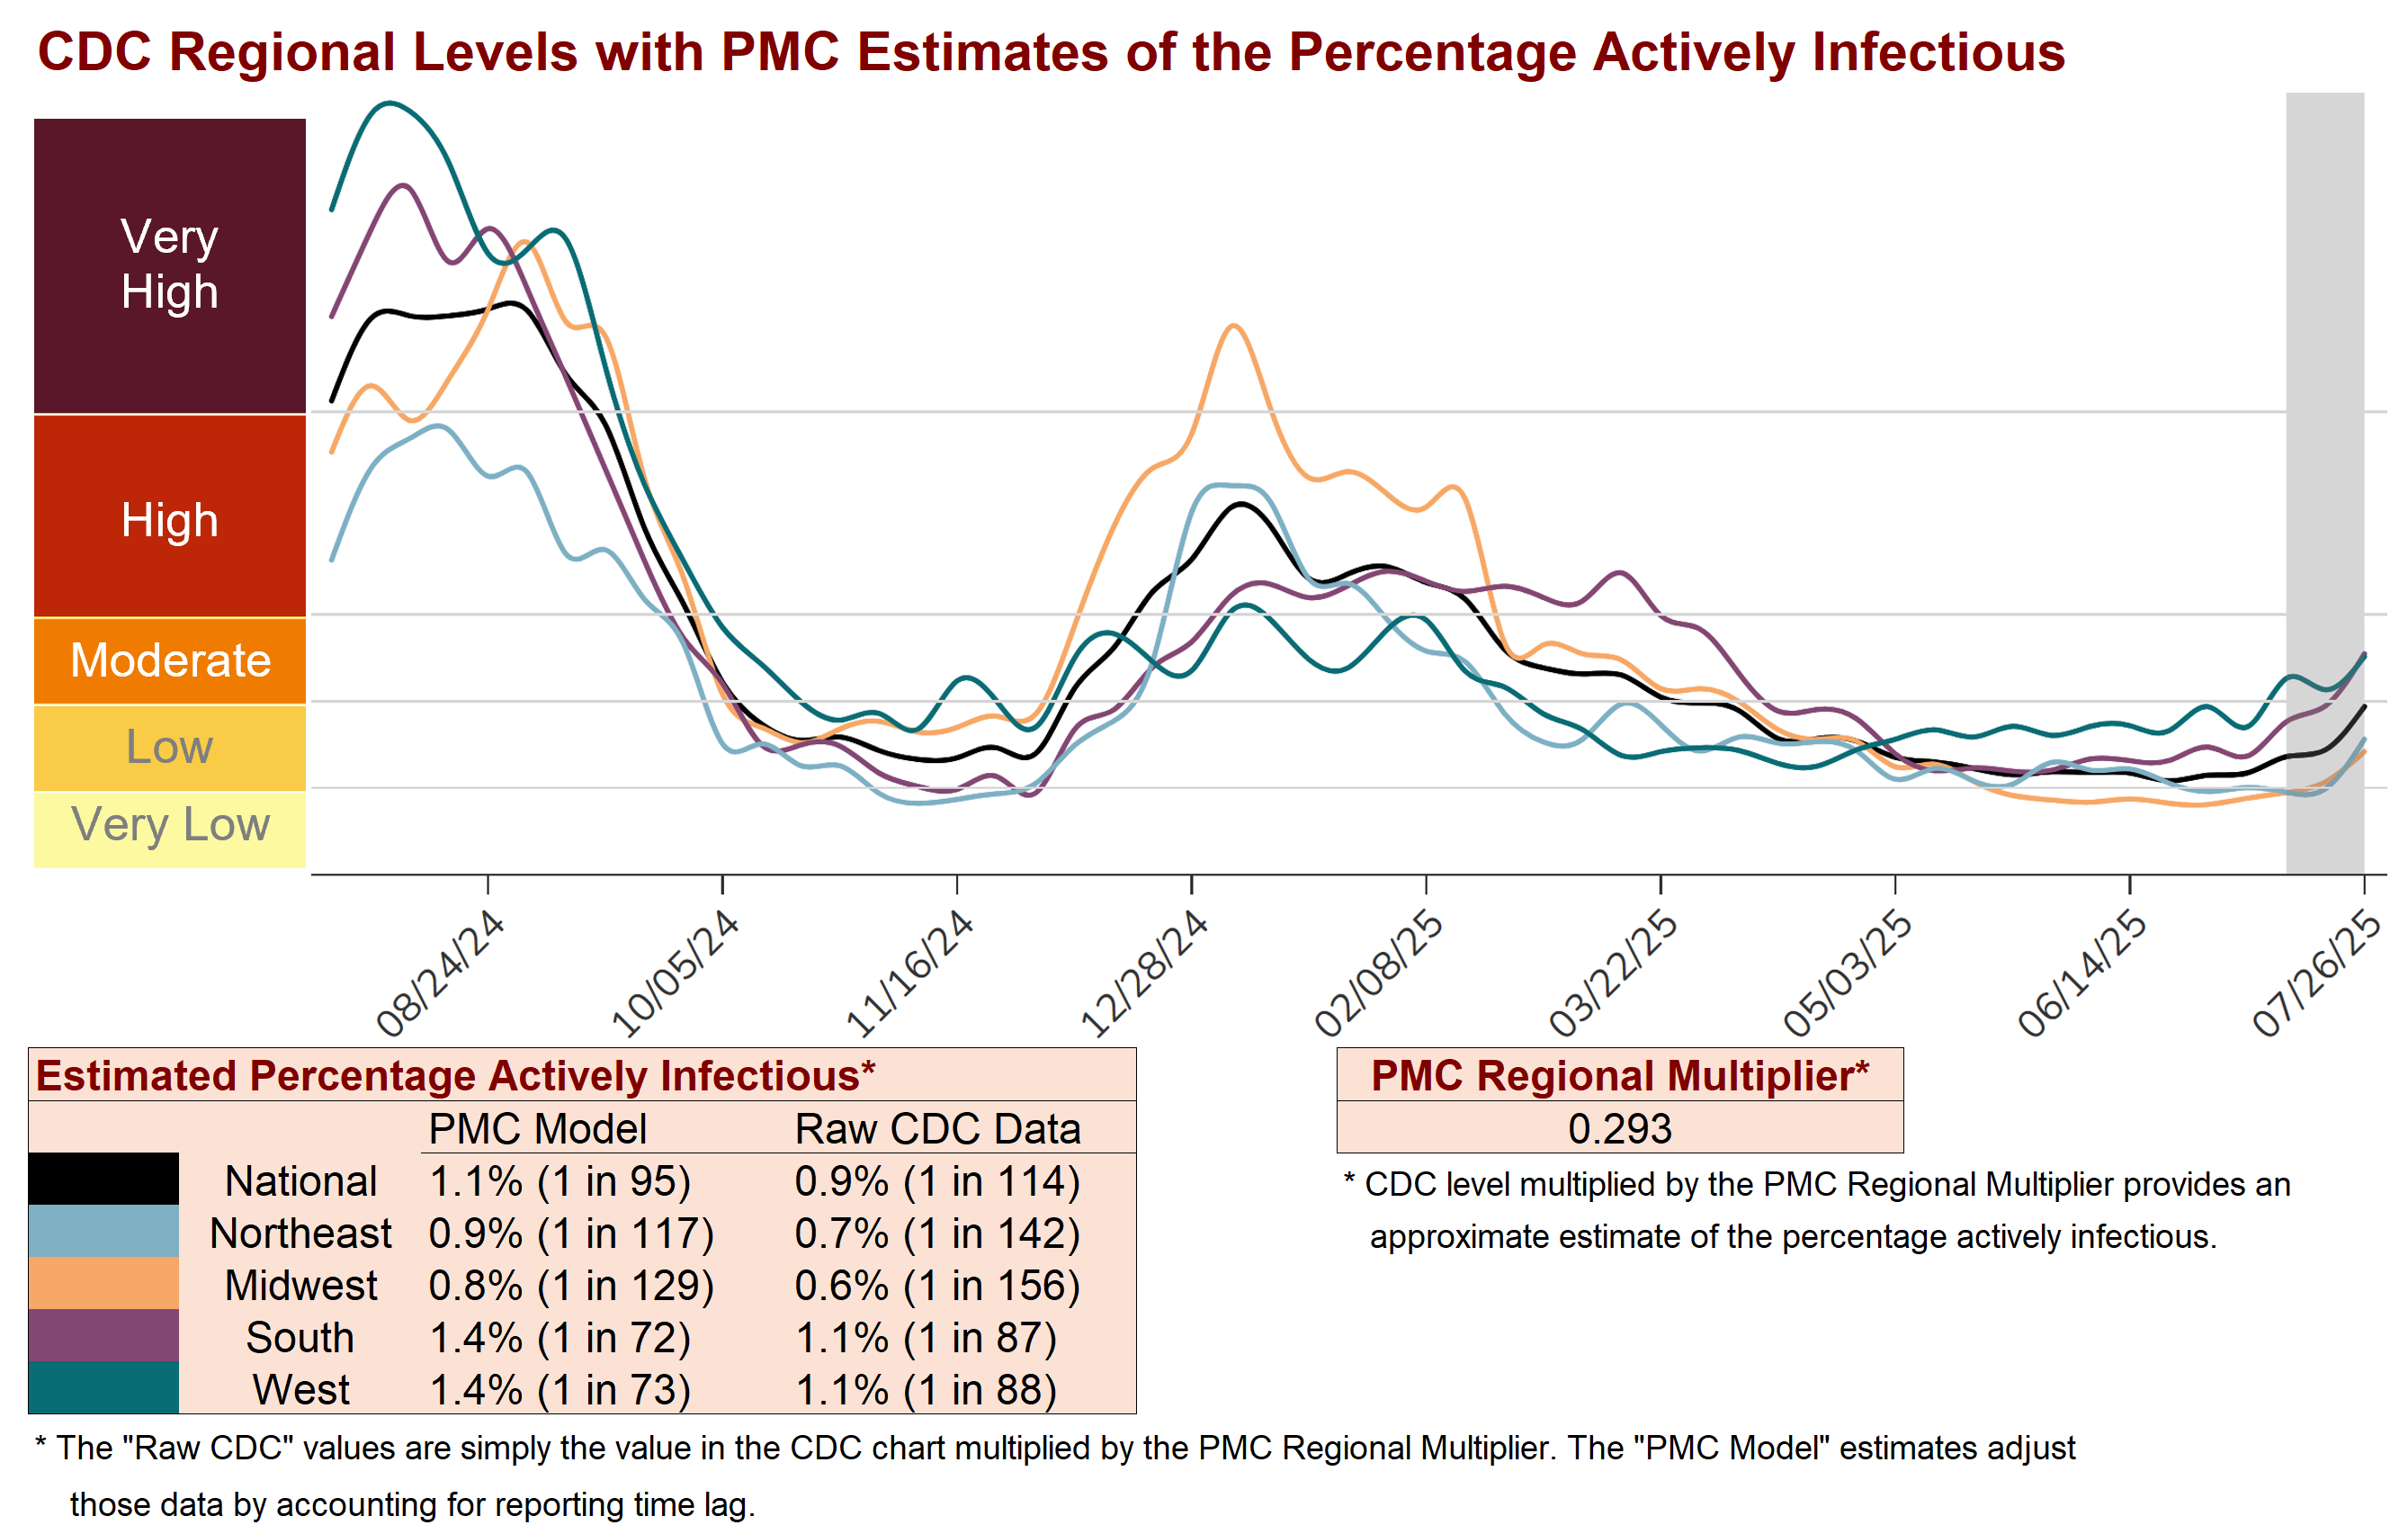 CDC Regional Levels with PMC Estimates of the Percentage Actively Infectious
Very
High
High
Moderate
Low
Very Low
08/24/24
10/05/24
11/16/24
12/28/24
02/08/25
03/22/25
05/03/25
06/14/25
07/26/25
Estimated Percentage Actively Infectious*
PMC Model Raw CDC Data
National 1.1% (1 in 95) 0.9% (1 in 114)
Northeast 0.9% (1 in 117) 0.7% (1 in 142)
Midwest 0.8% (1 in 129) 0.6% (1 in 156)
South 1.4% (1 in 72) 1.1% (1 in 87)
West 1.4% (1 in 73) 1.1% (1 in 88)
* The "Raw CDC" values are simply the value in the CDC chart multiplied by the PMC Regional Multiplier. The "PMC Model" estimates adjust
those data by accounting for reporting time lag.
PMC Regional Multiplier*
0.293
* CDC level multiplied by the PMC Regional Multiplier provides an
approximate estimate of the percentage actively infectious.